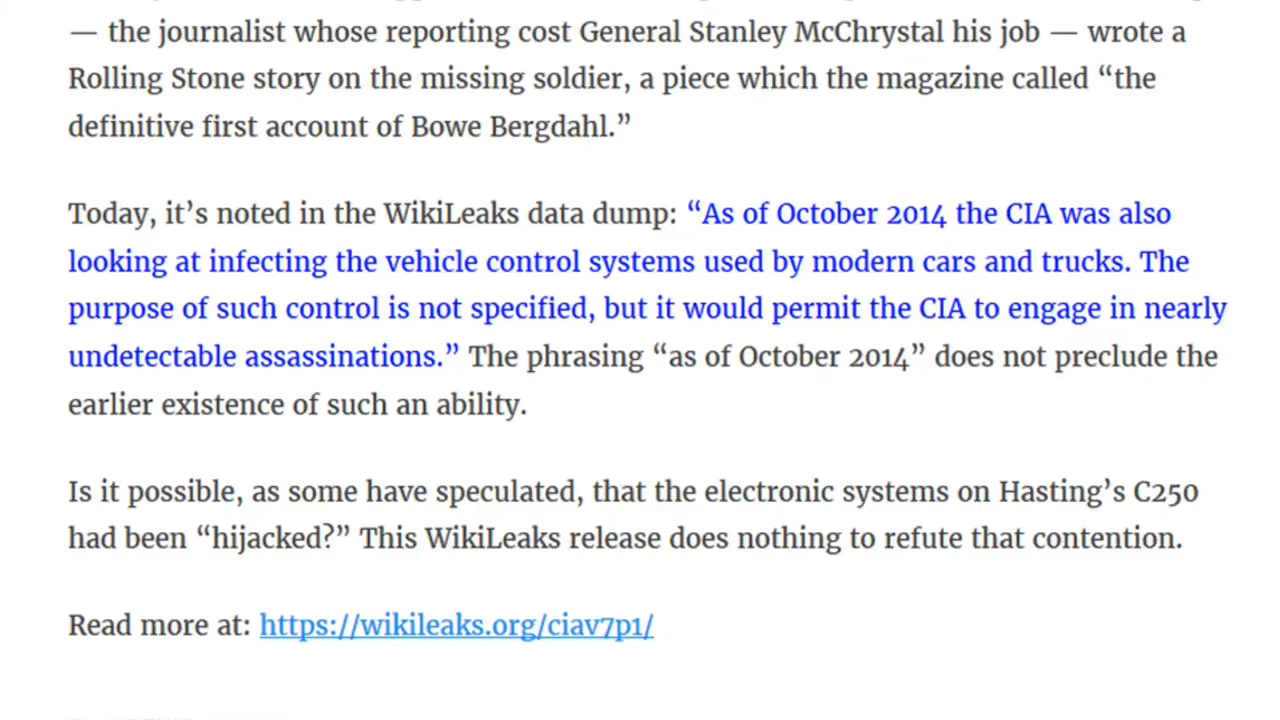 — the journalist whose reporting cost General Stanley McChrystal his job — wrote a
Rolling Stone story on the missing soldier, a piece which the magazine called “the
definitive first account of Bowe Bergdahl.”
Today, it’s noted in the WikiLeaks data dump: “As of October 2014 the CIA was also
looking at infecting the vehicle control systems used by modern cars and trucks. The
purpose of such control is not specified, but it would permit the CIA to engage in nearly
undetectable assassinations.” The phrasing “as of October 2014” does not preclude the
earlier existence of such an ability.
Is it possible, as some have speculated, that the electronic systems on Hasting’s C250
had been “hijacked?” This WikiLeaks release does nothing to refute that contention.
Read more at: https://wikileaks.org/ciav7p1/